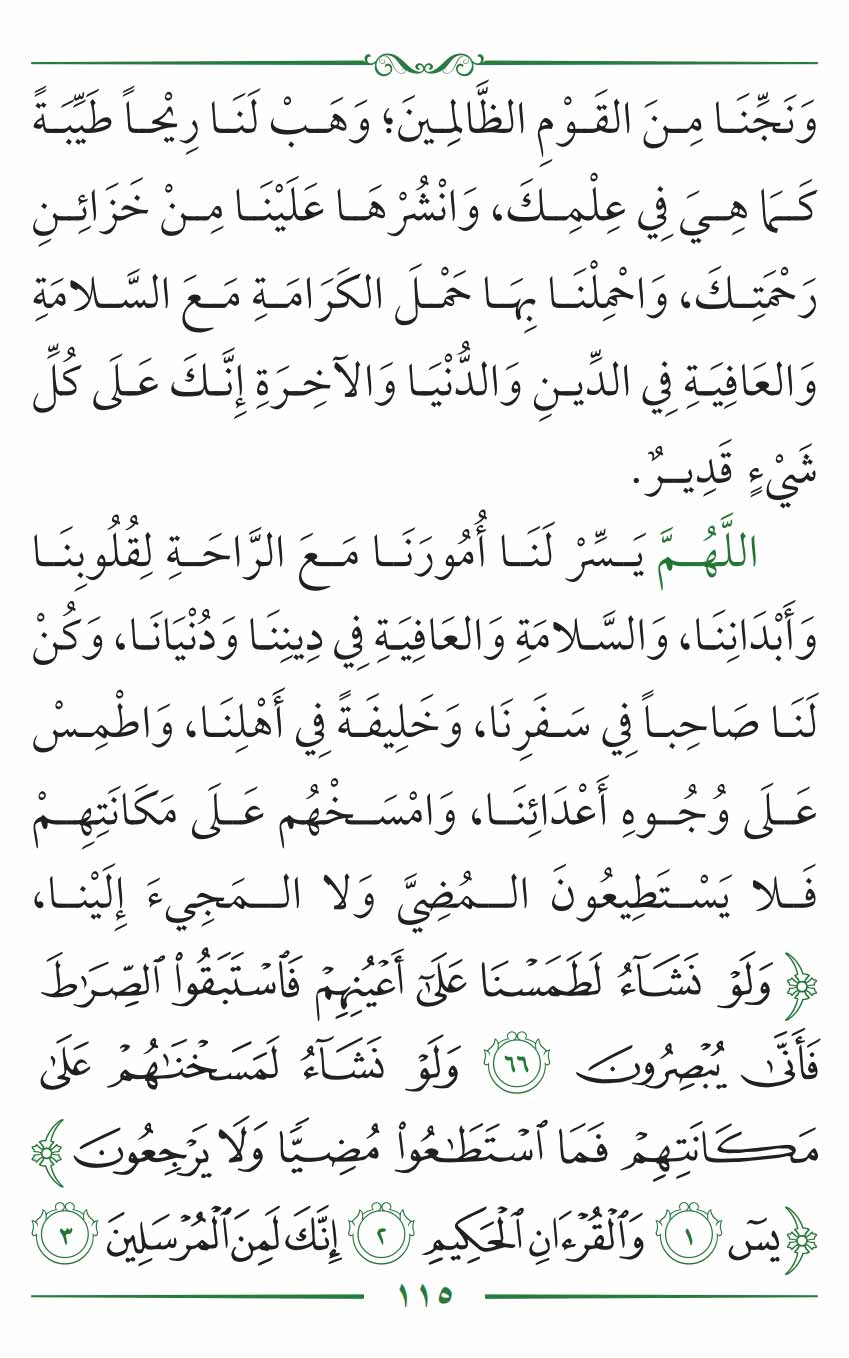 وَنَجِّنَا مِنَ القَوْمِ الظَّالِمِينَ؛ وَهَبْ لَنَا رِيْحاً طَيِّبَةً
كَمَا هِيَ فِي عِلْمِكَ، وَانْشُرْهَا عَلَيْنَا مِنْ خَزَائِنِ
رَحْمَتِكَ، وَاحْمِلْنَا بِهَا حَمْلَ الكَرَامَةِ مَعَ السَّلامَةِ
وَالعَافِيَةِ فِي الدِّينِ وَالدُّنْيَا وَالآخِرَةِ إِنَّكَ عَلَى كُلِّ
شَيْءٍ قَدِيرٌ.
اللَّهُمَّ يَسِّرْ لَنَا أُمُورَنَا مَعَ الرَّاحَةِ لِقُلُوبِنَا
وَأَبْدَانِنَا، وَالسَّلامَةِ وَالعَافِيَةِ فِي دِينِنَا وَدُنْيَانَا، وَكُنْ
لَنَا صَاحِباً فِي سَفَرِنَا، وَخَلِيفَةً فِي أَهْلِنَا، وَاطْمِسْ
عَلَى وُجُوهِ أَعْدَائِنَا، وَامْسَخْهُم عَلَى مَكَانَتِهِمْ
فَلا يَسْتَطِيعُونَ المُضِيَّ وَلا المَجِيءَ إِلَيْنا،
﴿ وَلَوْ نَشَآءُ لَطَمَسْنَا عَلَىٰٓ أَعْيُنِهِمْ فَٱسْتَبَقُوا۟ ٱلصِّرَٰطَ
فَأَنَّىٰ يُبْصِرُونَ ٦٦ وَلَوْ نَشَآءُ لَمَسَخْنَٰهُمْ عَلَىٰ
مَكَانَتِهِمْ فَمَا ٱسْتَطَٰعُوا۟ مُضِيًّا وَلَا يَرْجِعُونَ ﴾
﴿ يسٓ ١ وَٱلْقُرْءَانِ ٱلْحَكِيمِ ٢ إِنَّكَ لَمِنَ ٱلْمُرْسَلِينَ ٣
١١٥